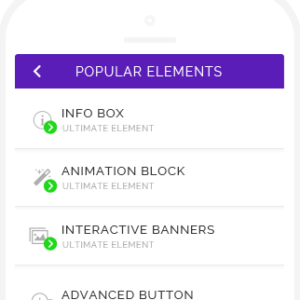 POPULAR ELEMENTS
INFO BOX
ULTIMATE ELEMENT
ANIMATION BLOCK
ULTIMATE ELEMENT
INTERACTIVE BANNERS
ULTIMATE ELEMENT
ADVANCED BUTTON